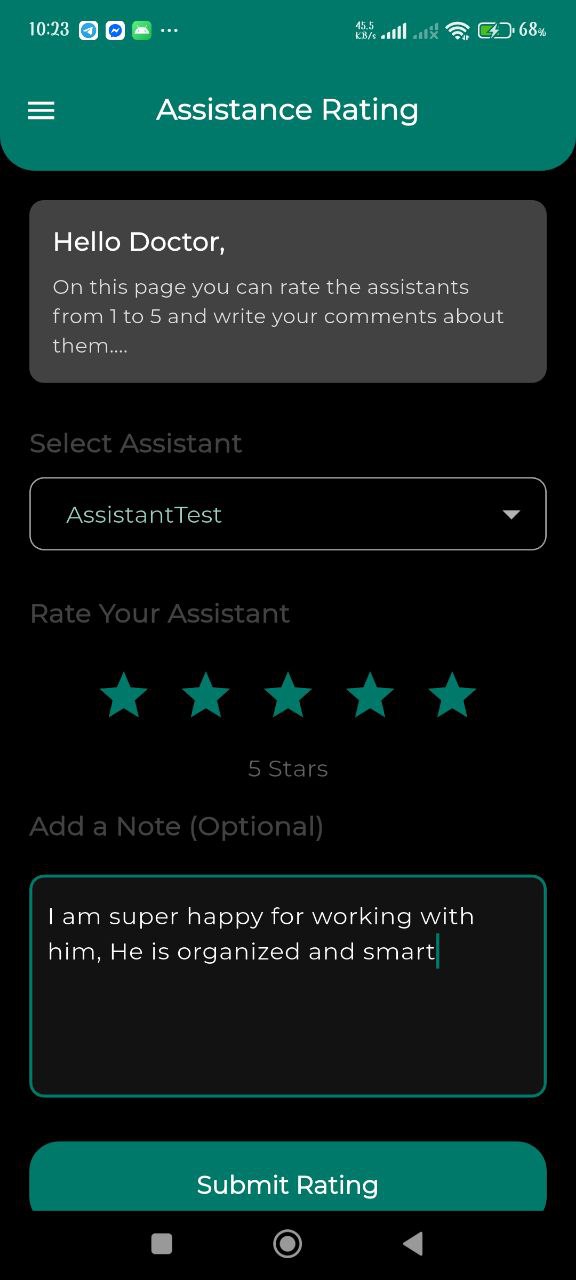 10:23 ... 45.5 KB/s 68%
Assistance Rating
Hello Doctor,
On this page you can rate the assistants
from 1 to 5 and write your comments about
them....
Select Assistant
AssistantTest
Rate Your Assistant
5 Stars
Add a Note (Optional)
I am super happy for working with
him, He is organized and smart
Submit Rating